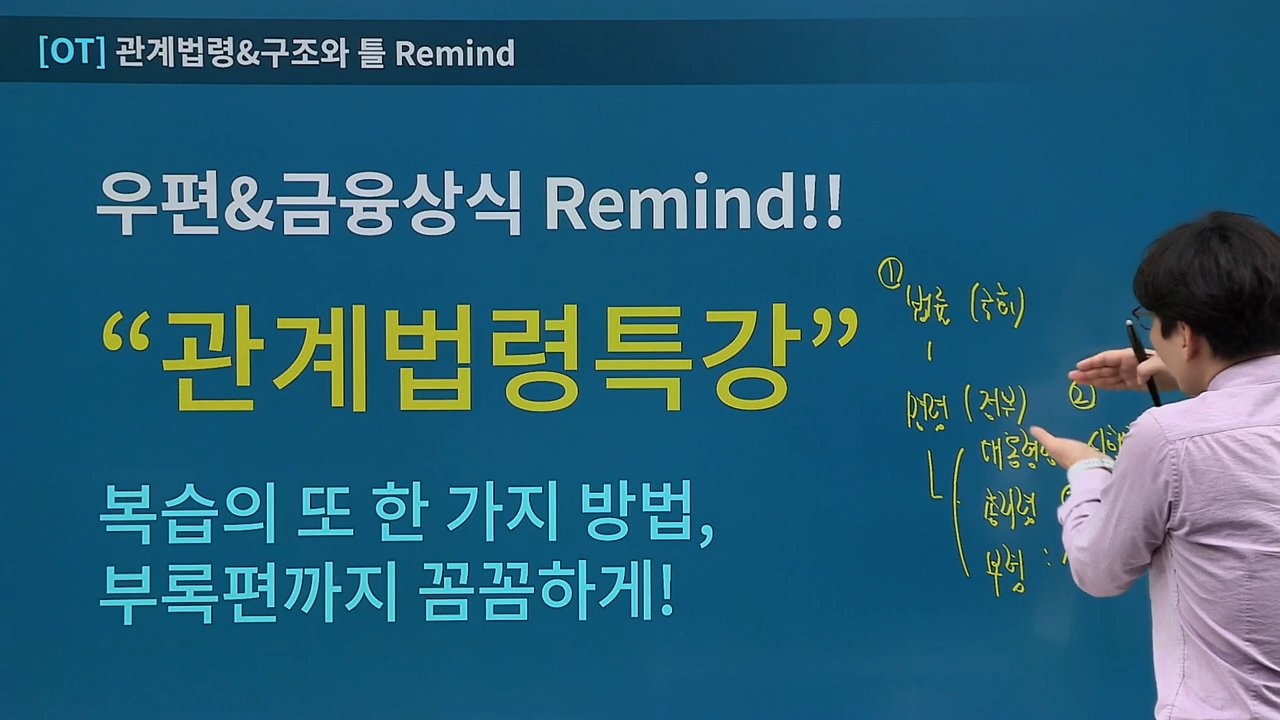 [OT] 관계법령&구조와 틀 Remind
우편&금융상식 Remind!!
“관계법령특강”
복습의 또 한 가지 방법,
부록편까지 꼼꼼하게!
① 법률 (국회)
명령 (정부) ②
대통령령
총리령
부령 :